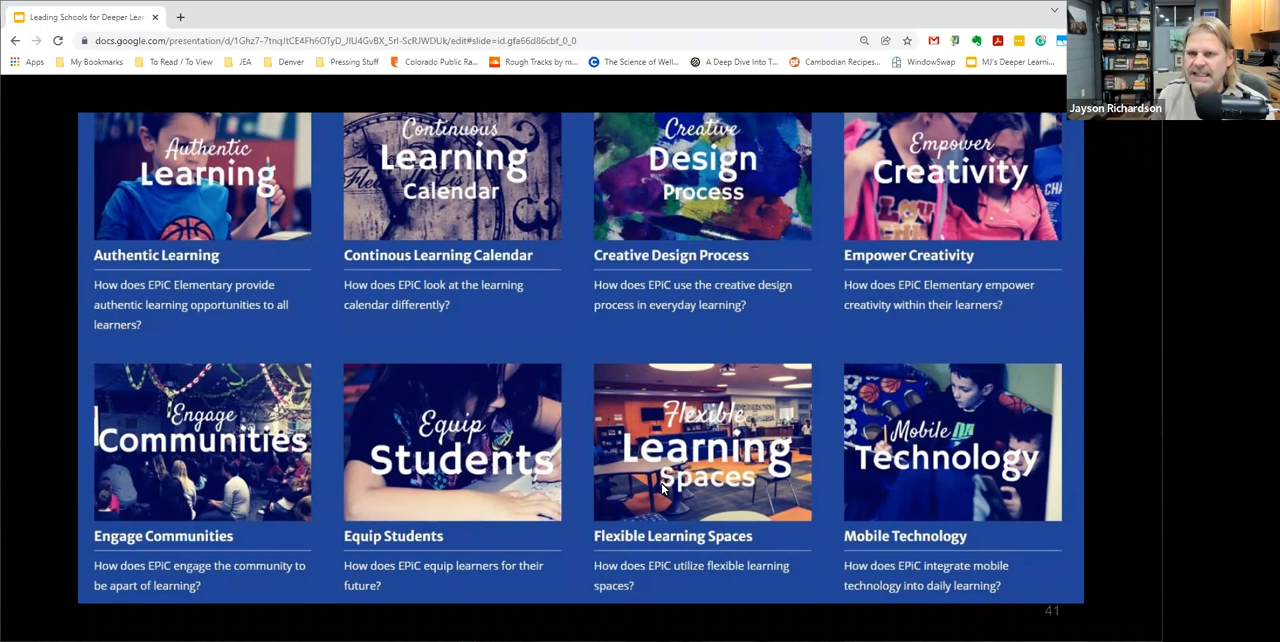 Leading Schools for Deeper Lear
docs.google.com/presentation/d/1Ghz7-7tnqJtCE4Fh6OTyD_JIU4GvBX_5rI-ScRJWDUk/edit#slide=id.gfa66d86cbf_0_0
Apps My Bookmarks To Read / To View JEA Denver Pressing Stuff Colorado Public Ra... Rough Tracks by m... The Science of Well... A Deep Dive Into T... Cambodian Recipes... WindowSwap MJ's Deeper Learni...
Jayson Richardson
Authentic
Learning
Continuous
Learning
Calendar
Creative
Design
Process
Empower
Creativity
Authentic Learning
How does EPiC Elementary provide
authentic learning opportunities to all
learners?
Continous Learning Calendar
How does EPiC look at the learning
calendar differently?
Creative Design Process
How does EPiC use the creative design
process in everyday learning?
Empower Creativity
How does EPiC Elementary empower
creativity within their learners?
Engage
Communities
Equip
Students
Flexible
Learning
Spaces
Mobile
Technology
Engage Communities
How does EPiC engage the community to
be apart of learning?
Equip Students
How does EPiC equip learners for their
future?
Flexible Learning Spaces
How does EPiC utilize flexible learning
spaces?
Mobile Technology
How does EPiC integrate mobile
technology into daily learning?
41